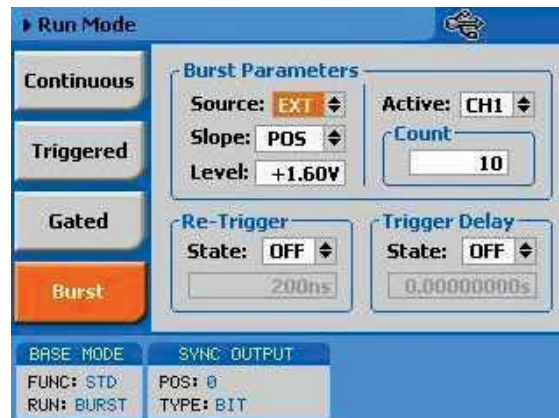 Run Mode
Continuous
Triggered
Gated
Burst
Burst Parameters
Source: EXT
Slope: POS
Level: +1.60V
Active: CH1
Count
10
Re-Trigger
State: OFF
200ns
Trigger Delay
State: OFF
0.00000000s
BASE MODE
FUNC: STD
RUN: BURST
SYNC OUTPUT
POS: 0
TYPE: BIT